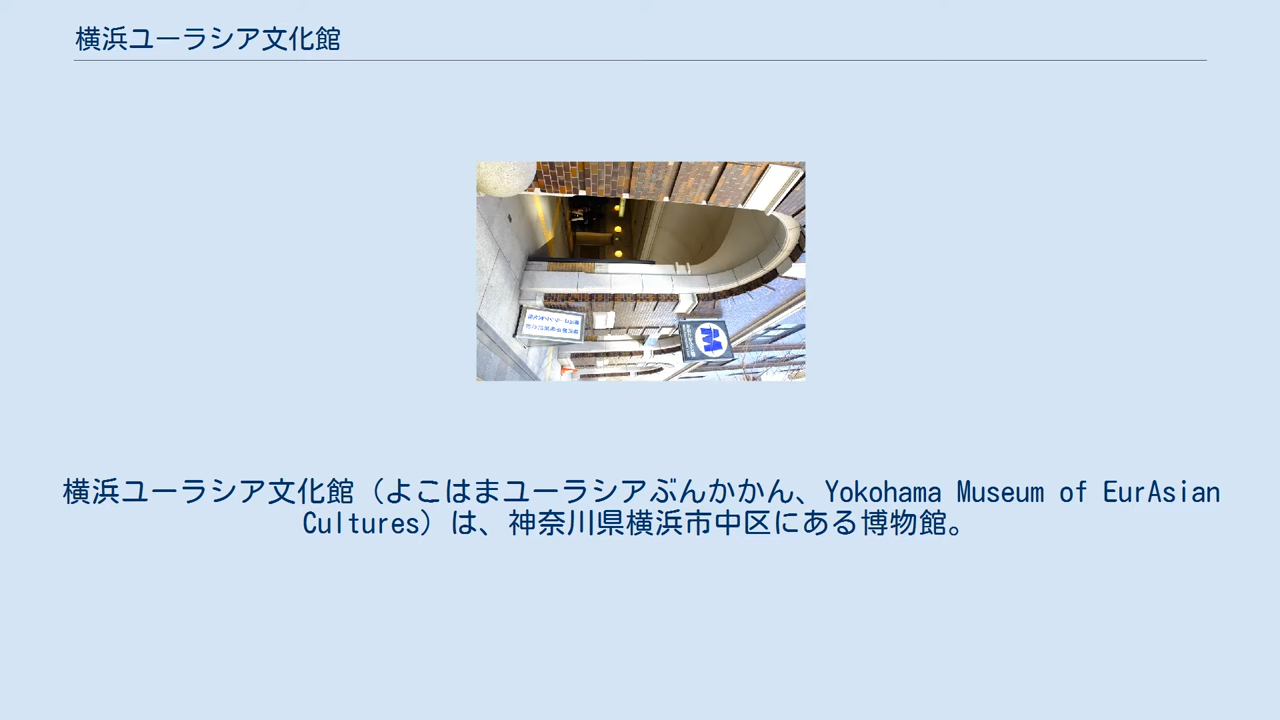 横浜ユーラシア文化館
M
横浜ユーラシア文化館（よこはまユーラシアぶんかかん、Yokohama Museum of EurAsian
Cultures）は、神奈川県横浜市中区にある博物館。